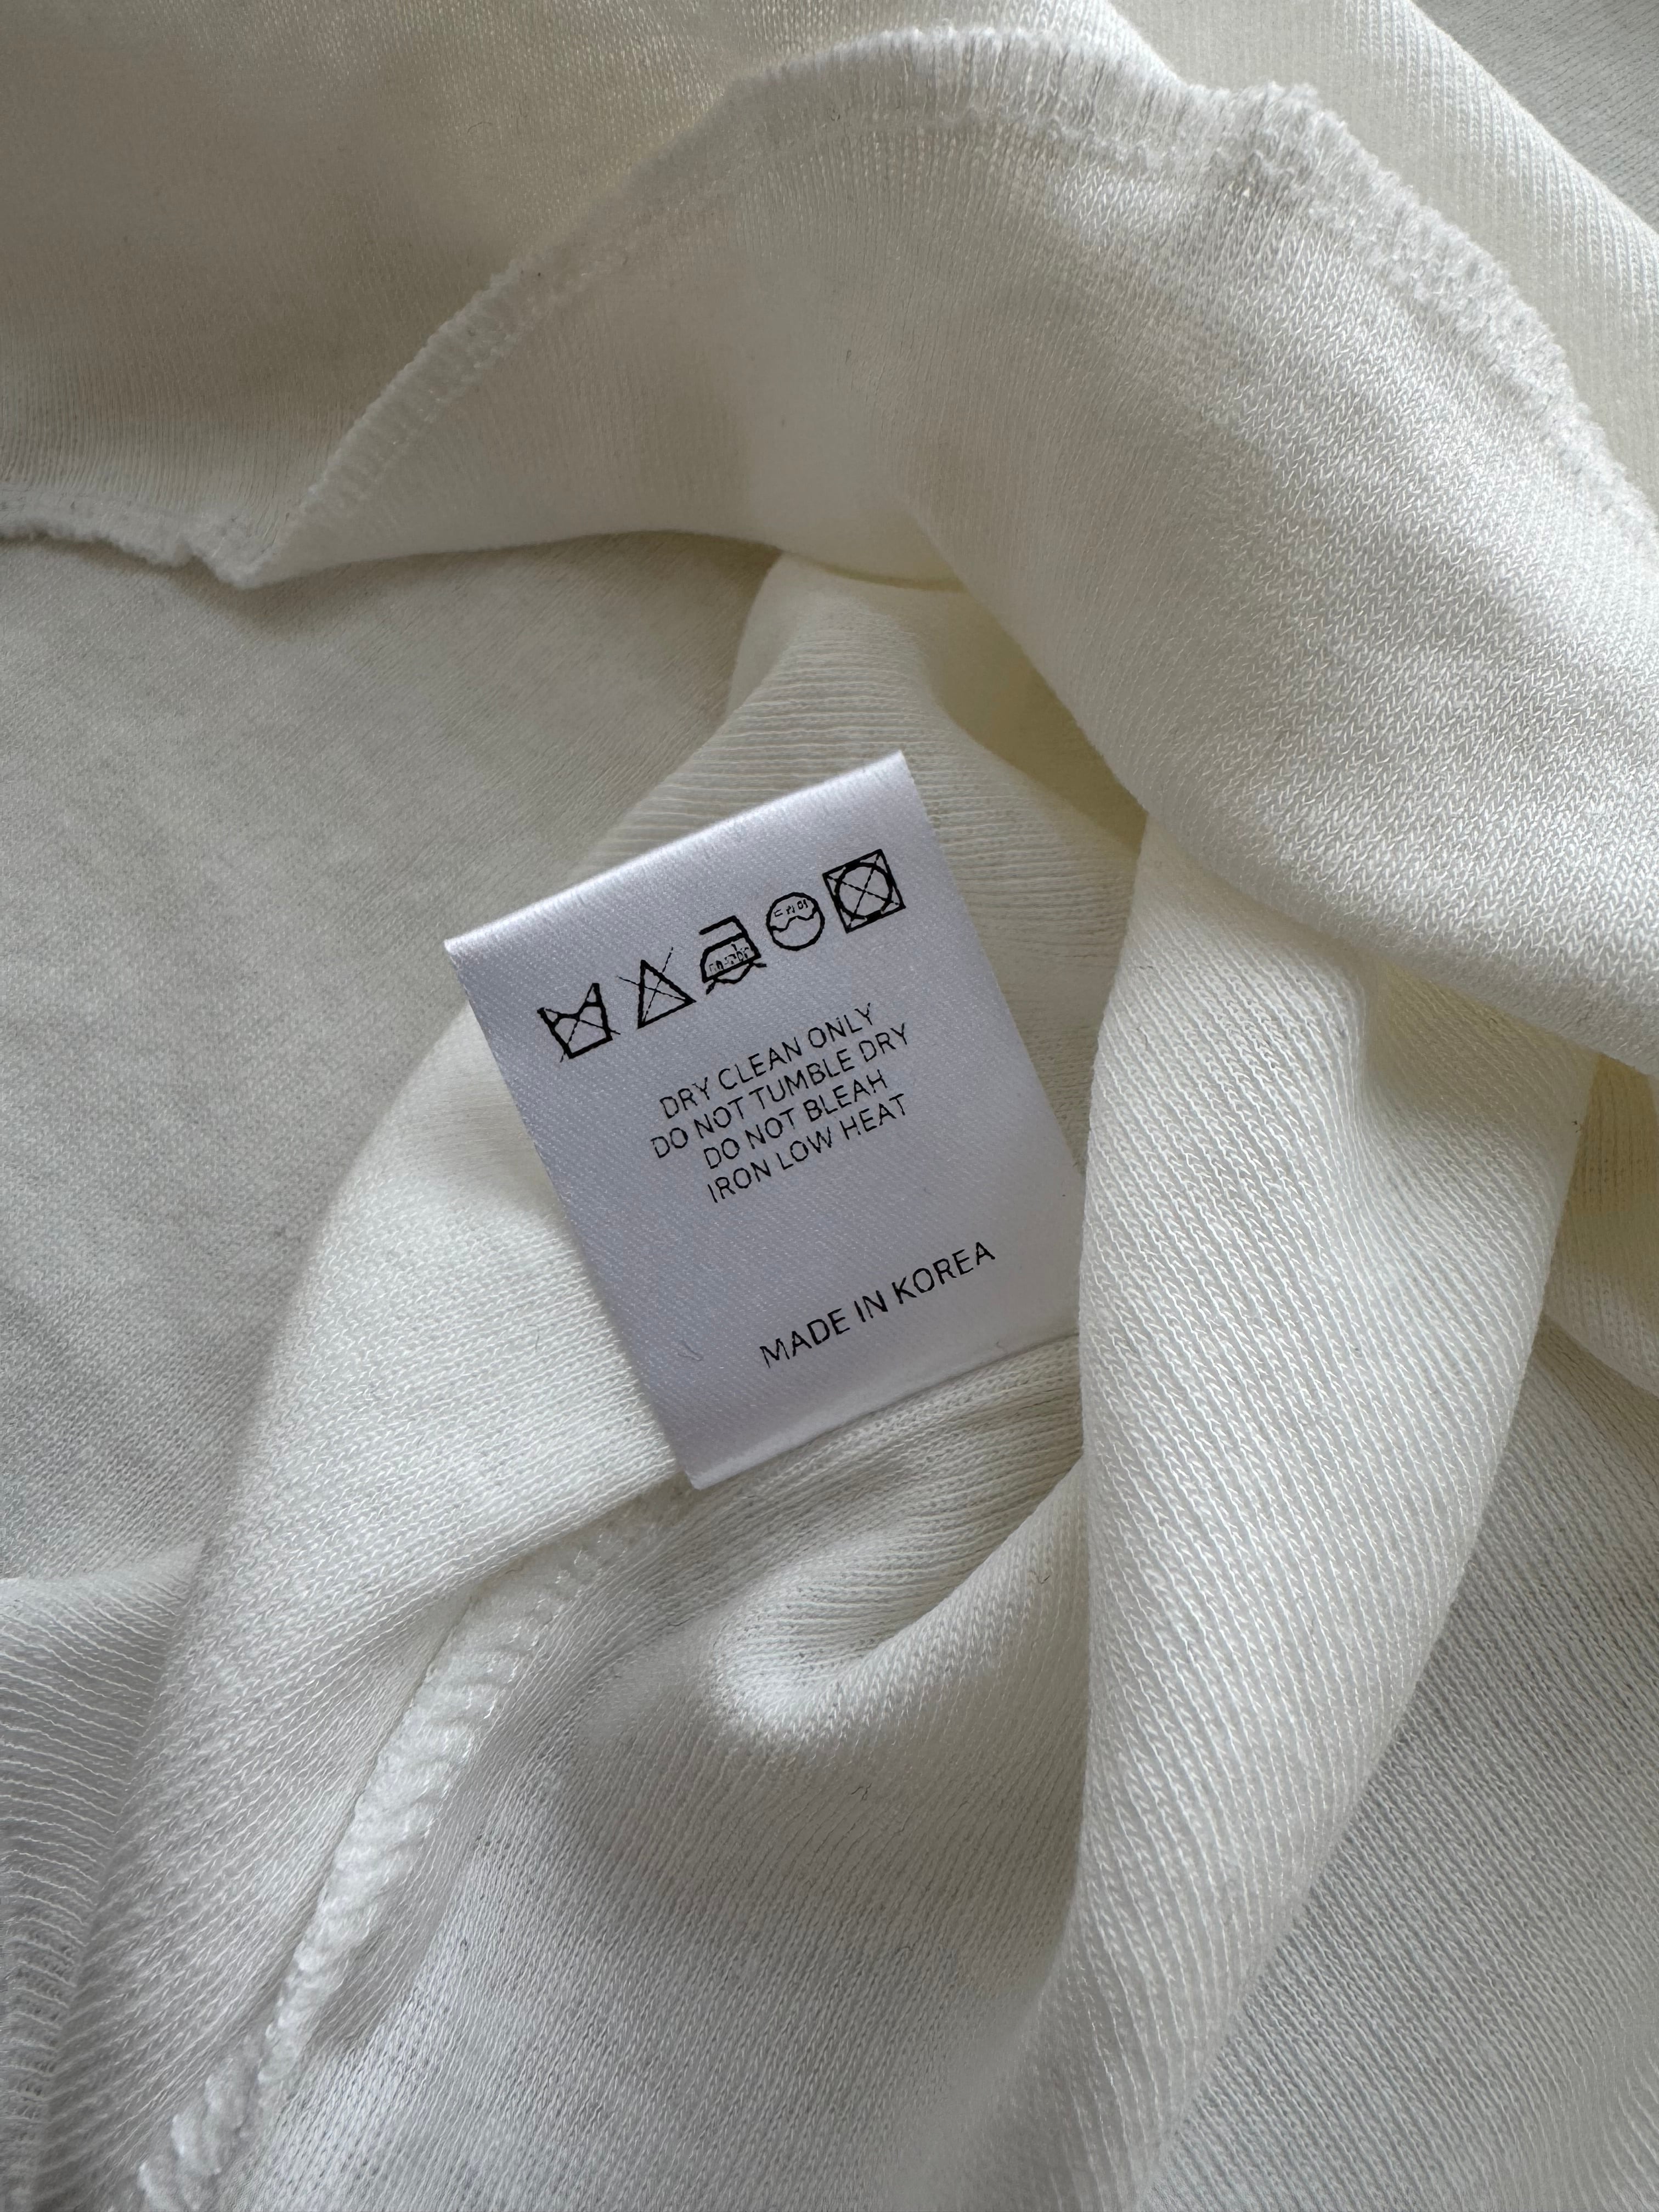 DRY CLEAN ONLY
DO NOT TUMBLE DRY
DO NOT BLEAH
IRON LOW HEAT
MADE IN KOREA